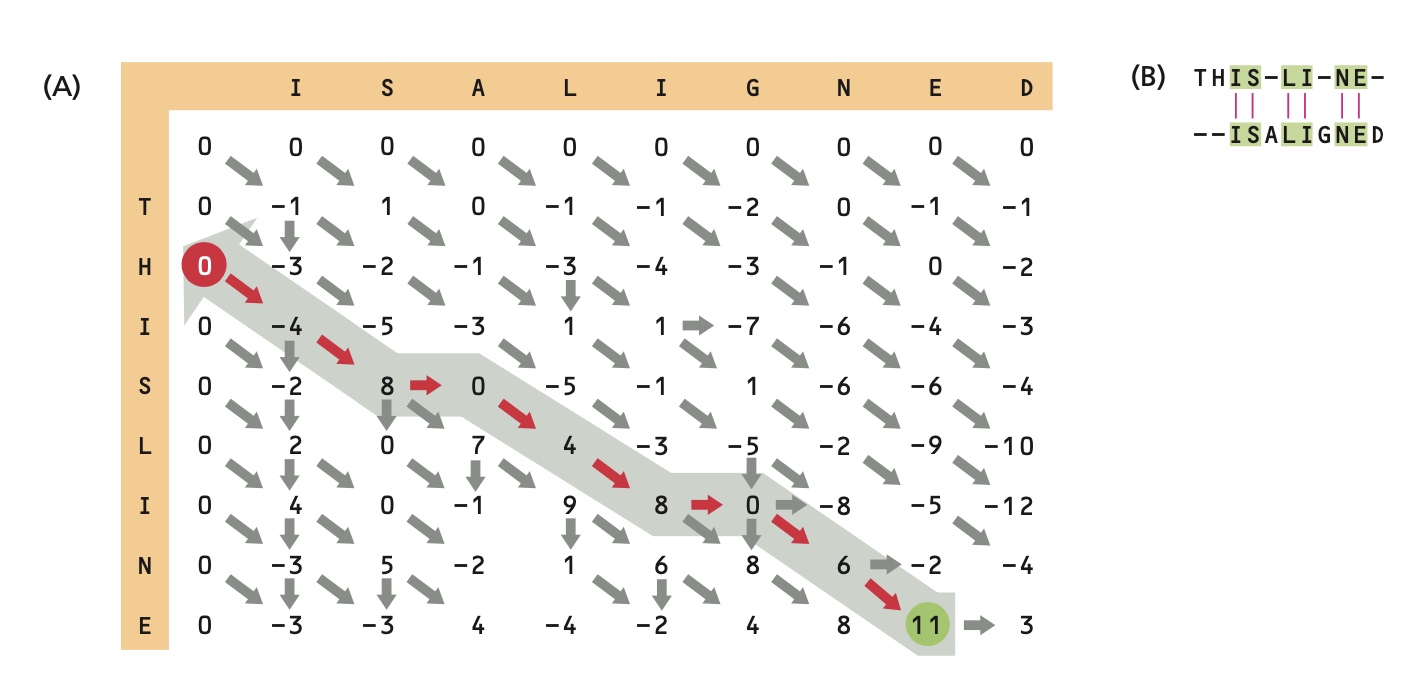 (A)
I S A L I G N E D
0 0 0 0 0 0 0 0 0 0
T 0 −1 1 0 −1 −1 −2 0 −1 −1
H 0 −3 −2 −1 −3 −4 −3 −1 0 −2
I 0 −4 −5 −3 1 1 −7 −6 −4 −3
S 0 −2 8 0 −5 −1 1 −6 −6 −4
L 0 2 0 7 4 −3 −5 −2 −9 −10
I 0 4 0 −1 9 8 0 −8 −5 −12
N 0 −3 5 −2 1 6 8 6 −2 −4
E 0 −3 −3 4 −4 −2 4 8 11 3
(B) THIS–LI–NE–
––ISALIGNED